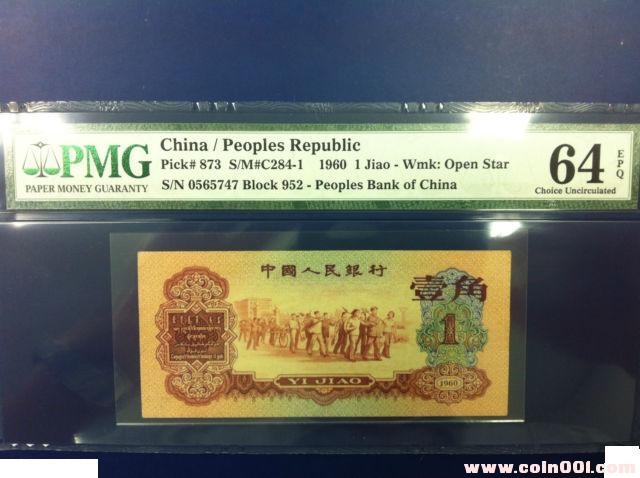 PMG
PAPER MONEY GUARANTY
China / Peoples Republic
Pick# 873 S/M#C284-1 1960 1 Jiao - Wmk: Open Star
S/N 0565747 Block 952 - Peoples Bank of China
64 EPQ
Choice Uncirculated
中國人民銀行
壹角
1
YI JIAO
1960
www.coin001.com